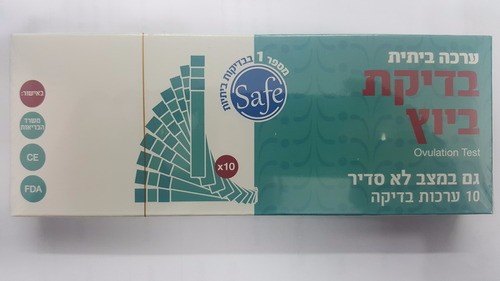 ערכה ביתית
בדיקת
ביוץ
Ovulation Test
גם במצב לא סדיר
10 ערכות בדיקה
מספר 1 בבדיקות ביתיות
Safe
x10
לאישור:
משרד
הבריאות
CE
FDA